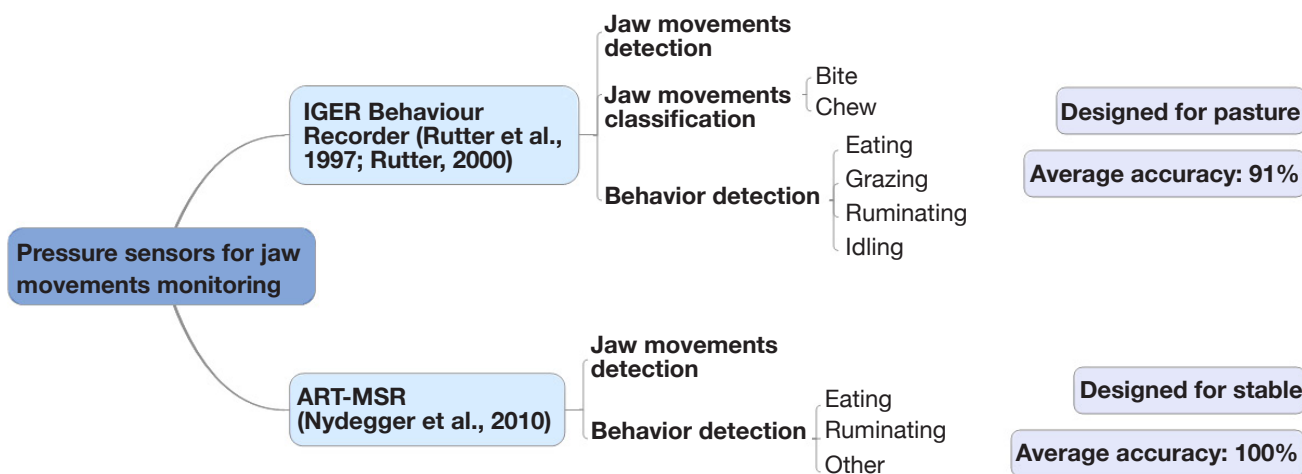 Pressure sensors for jaw
movements monitoring
IGER Behaviour
Recorder (Rutter et al.,
1997; Rutter, 2000)
Jaw movements
detection
Jaw movements
classification
Bite
Chew
Behavior detection
Eating
Grazing
Ruminating
Idling
Designed for pasture
Average accuracy: 91%
ART-MSR
(Nydegger et al., 2010)
Jaw movements
detection
Behavior detection
Eating
Ruminating
Other
Designed for stable
Average accuracy: 100%